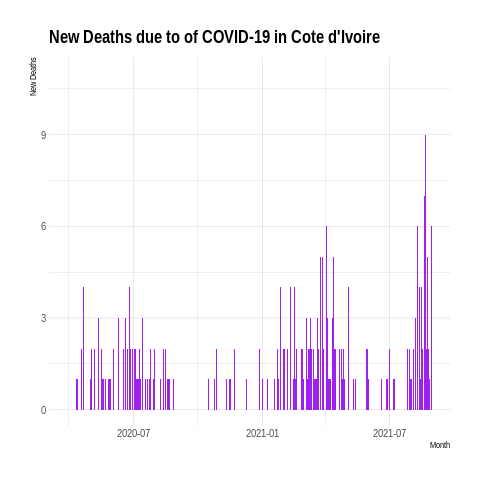 New Deaths due to of COVID-19 in Cote d'Ivoire
New Deaths
9
6
3
0
2020-07
2021-01
2021-07
Month